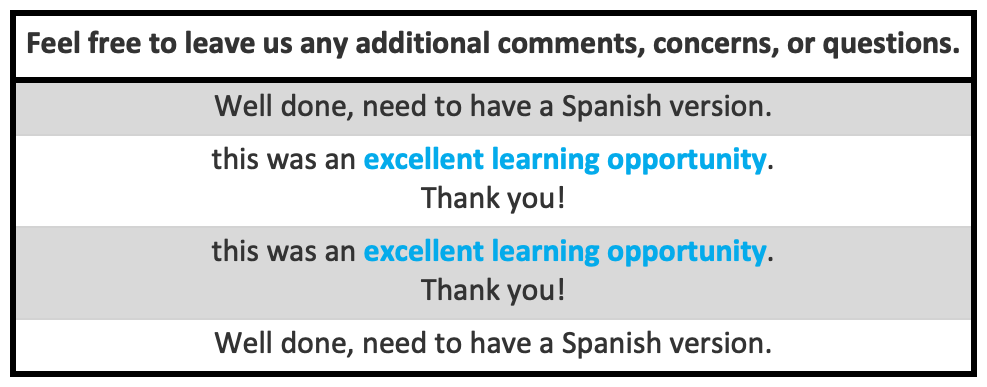 Feel free to leave us any additional comments, concerns, or questions.
Well done, need to have a Spanish version.
this was an excellent learning opportunity.
Thank you!
this was an excellent learning opportunity.
Thank you!
Well done, need to have a Spanish version.